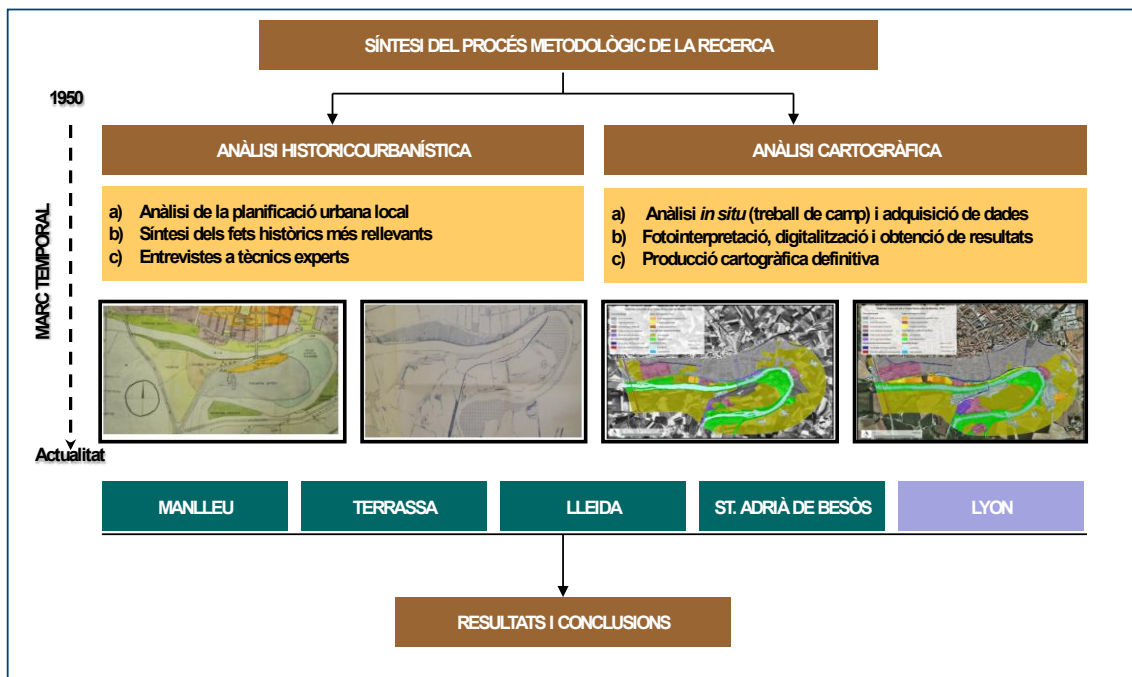 SÍNTESI DEL PROCÉS METODOLÒGIC DE LA RECERCA
1950
MARC TEMPORAL
Actualitat
ANÀLISI HISTORICOURBANÍSTICA
a) Anàlisi de la planificació urbana local
b) Síntesi dels fets històrics més rellevants
c) Entrevistes a tècnics experts
ANÀLISI CARTOGRÀFICA
a) Anàlisi in situ (treball de camp) i adquisició de dades
b) Fotointerpretació, digitalització i obtenció de resultats
c) Producció cartogràfica definitiva
MANLLEU
TERRASSA
LLEIDA
ST. ADRIÀ DE BESÒS
LYON
RESULTATS I CONCLUSIONS